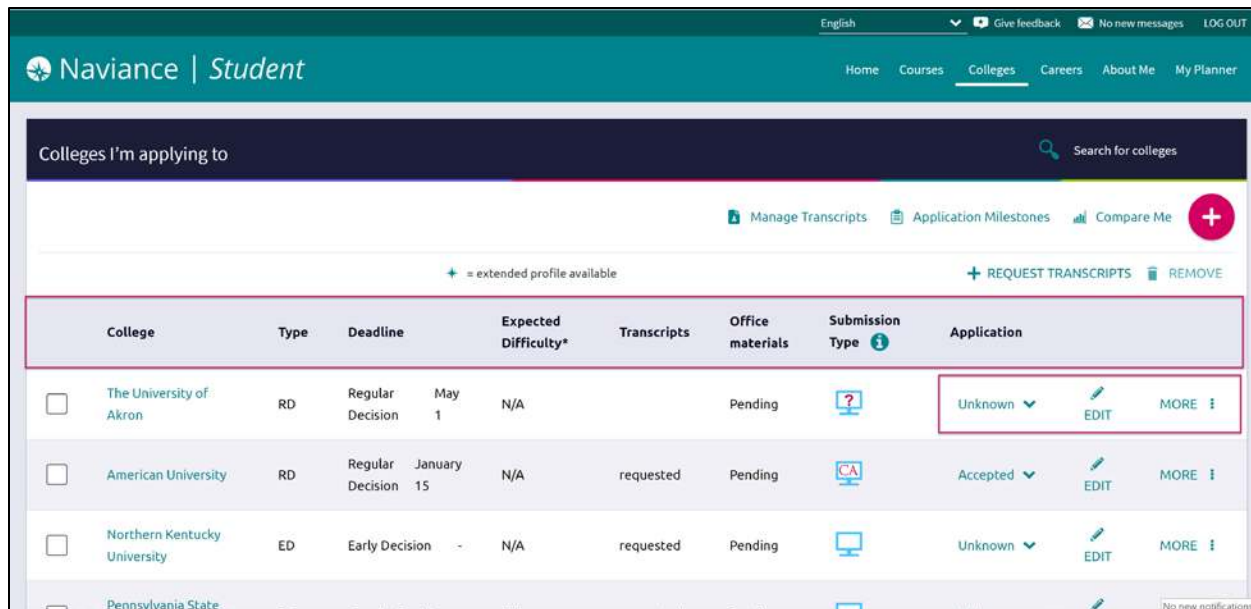 English Give feedback No new messages LOG OUT
Naviance | Student Home Courses Colleges Careers About Me My Planner
Colleges I'm applying to Search for colleges
Manage Transcripts Application Milestones Compare Me +
= extended profile available + REQUEST TRANSCRIPTS REMOVE
College Type Deadline Expected Difficulty* Transcripts Office materials Submission Type i Application
The University of Akron RD Regular Decision May 1 N/A Pending ? Unknown EDIT MORE
American University RD Regular Decision January 15 N/A requested Pending CA Accepted EDIT MORE
Northern Kentucky University ED Early Decision - N/A requested Pending Unknown EDIT MORE
Pennsylvania State
No new notifications